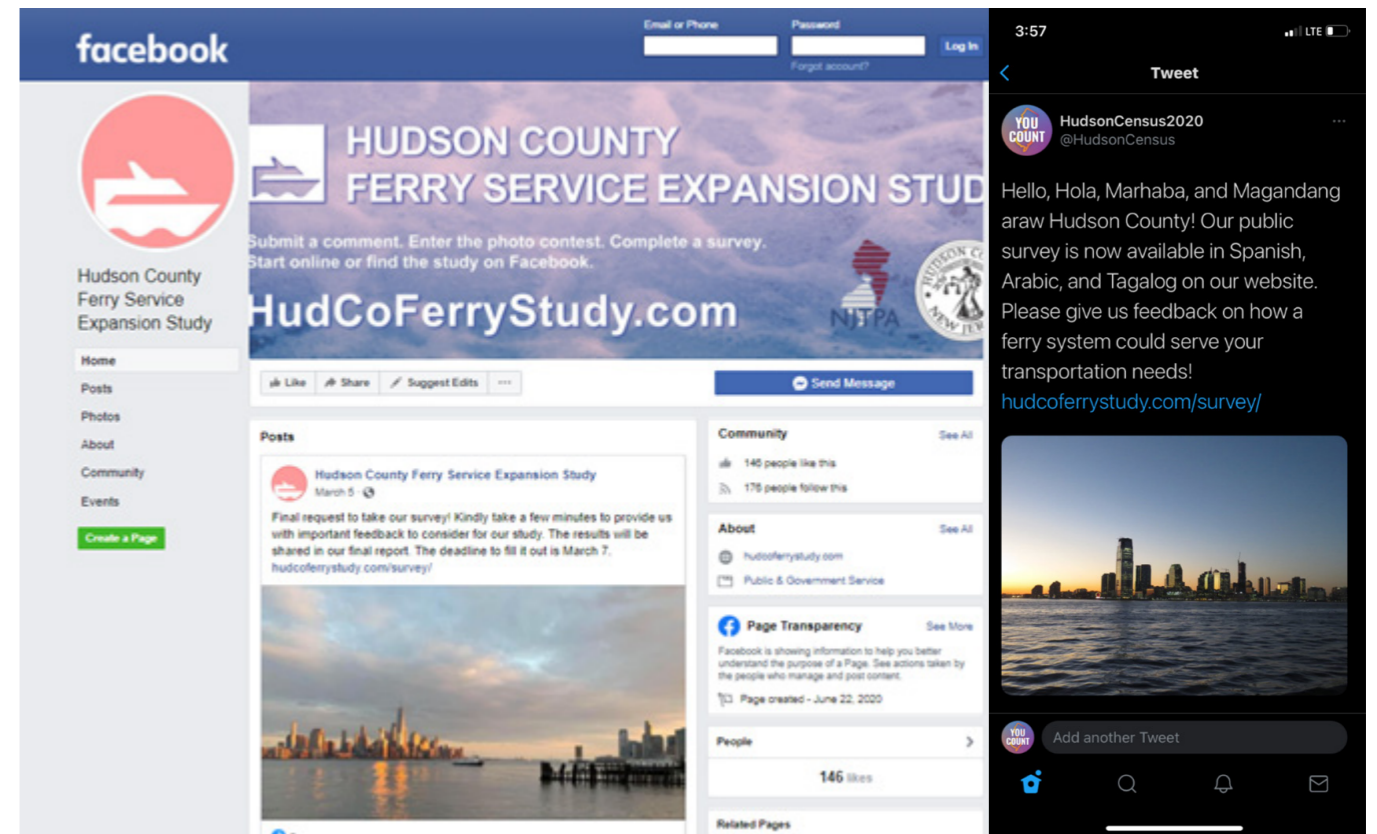 facebook
Email or Phone
Password
Log In
Forgot account?
HUDSON COUNTY
FERRY SERVICE EXPANSION STUD
Submit a comment. Enter the photo contest. Complete a survey.
Start online or find the study on Facebook.
HudCoFerryStudy.com
NJTPA
HUDSON CO
NEW JER
Hudson County
Ferry Service
Expansion Study
Home
Posts
Photos
About
Community
Events
Create a Page
Like
Share
Suggest Edits
...
Send Message
Posts
Hudson County Ferry Service Expansion Study
March 5 ·
Final request to take our survey! Kindly take a few minutes to provide us
with important feedback to consider for our study. The results will be
shared in our final report. The deadline to fill it out is March 7.
hudcoferrystudy.com/survey/
Community
See All
146 people like this
176 people follow this
About
See All
hudcoferrystudy.com
Public & Government Service
Page Transparency
See More
Facebook is showing information to help you better
understand the purpose of a Page. See actions taken by
the people who manage and post content.
Page created - June 22, 2020
People
146 likes
Related Pages
3:57
LTE
Tweet
YOU
COUNT
HudsonCensus2020
@HudsonCensus
...
Hello, Hola, Marhaba, and Magandang
araw Hudson County! Our public
survey is now available in Spanish,
Arabic, and Tagalog on our website.
Please give us feedback on how a
ferry system could serve your
transportation needs!
hudcoferrystudy.com/survey/
YOU
COUNT
Add another Tweet